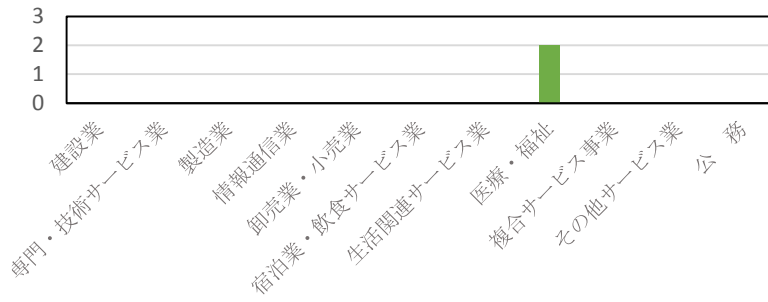 3
2
1
0
建設業
専門・技術サービス業
製造業
情報通信業
卸売業・小売業
宿泊業・飲食サービス業
生活関連サービス業
医療・福祉
複合サービス事業
その他サービス業
公　務